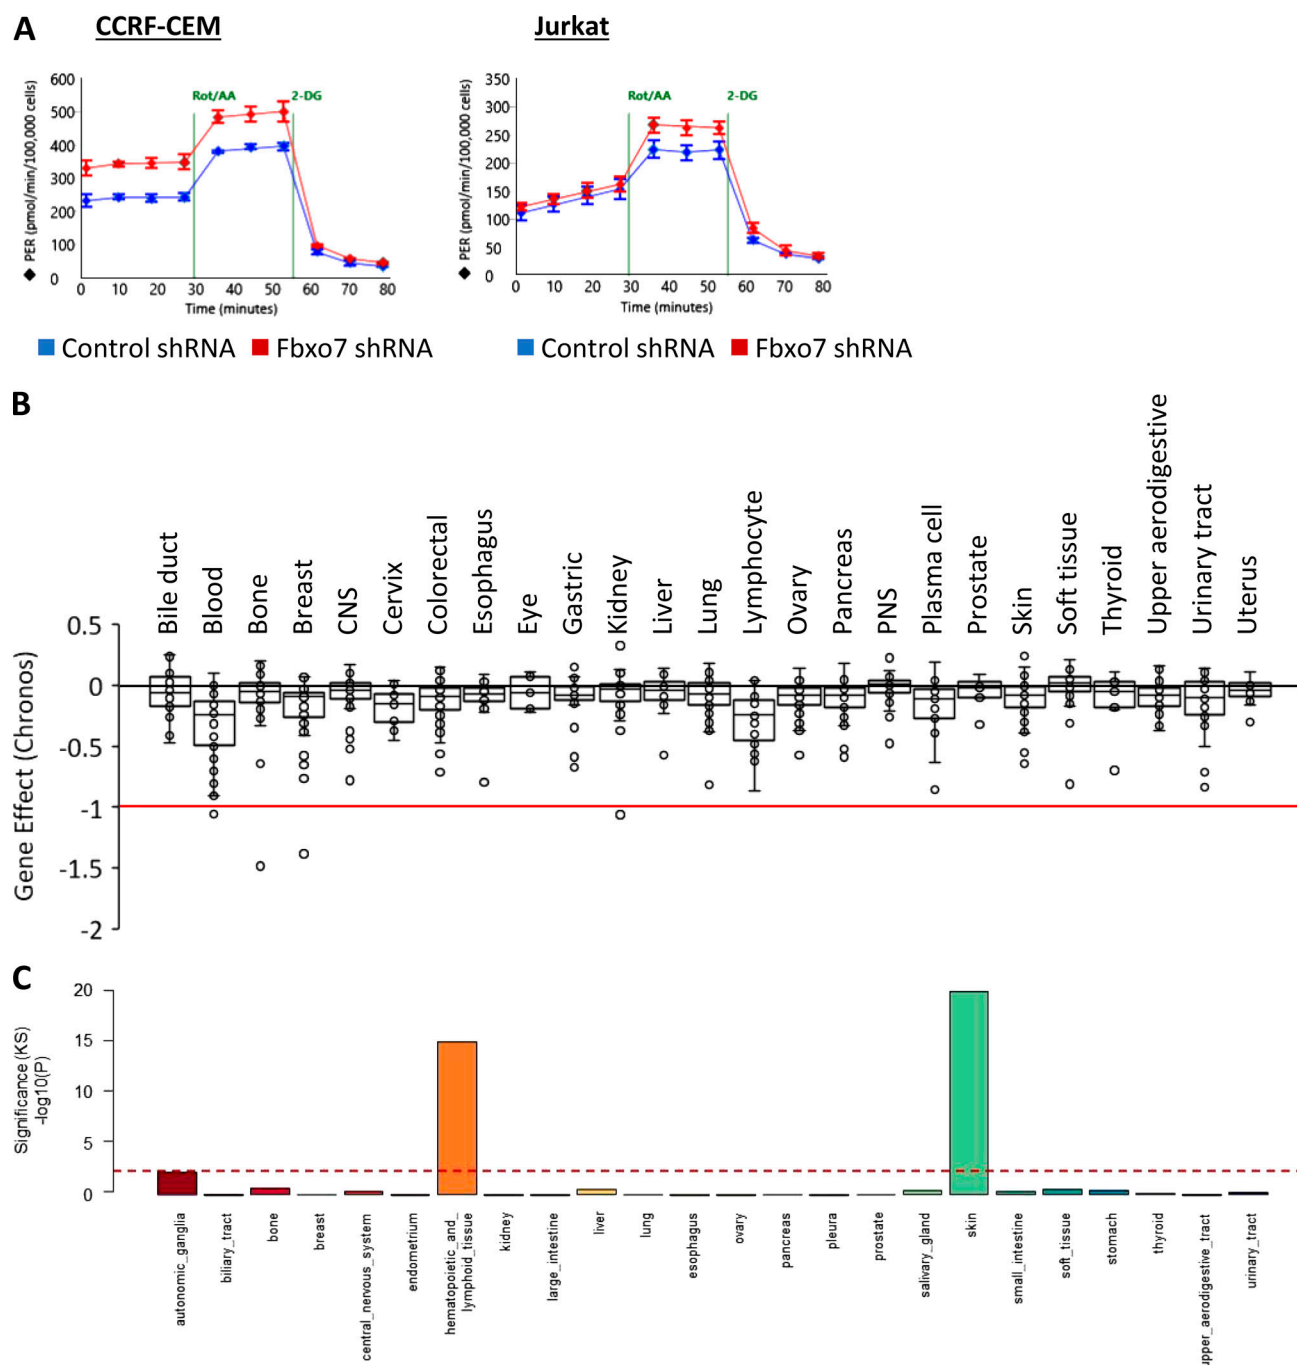 A
CCRF-CEM
Jurkat
◆ PER (pmol/min/100,000 cells)
600
500
400
300
200
100
0
Rot/AA
2-DG
0 10 20 30 40 50 60 70 80
Time (minutes)
Control shRNA Fbxo7 shRNA
◆ PER (pmol/min/100,000 cells)
350
300
250
200
150
100
50
0
Rot/AA
2-DG
0 10 20 30 40 50 60 70 80
Time (minutes)
Control shRNA Fbxo7 shRNA
B
Bile duct
Blood
Bone
Breast
CNS
Cervix
Colorectal
Esophagus
Eye
Gastric
Kidney
Liver
Lung
Lymphocyte
Ovary
Pancreas
PNS
Plasma cell
Prostate
Skin
Soft tissue
Thyroid
Upper aerodigestive
Urinary tract
Uterus
Gene Effect (Chronos)
0.5
0
-0.5
-1
-1.5
-2
C
Significance (KS)
-log10(P)
20
15
10
5
0
autonomic_ganglia
biliary_tract
bone
breast
central_nervous_system
endometrium
hematopoietic_and_
lymphoid_tissue
kidney
large_intestine
liver
lung
esophagus
ovary
pancreas
pleura
prostate
salivary_gland
skin
small_intestine
soft_tissue
stomach
thyroid
upper_aerodigestive_tract
urinary_tract